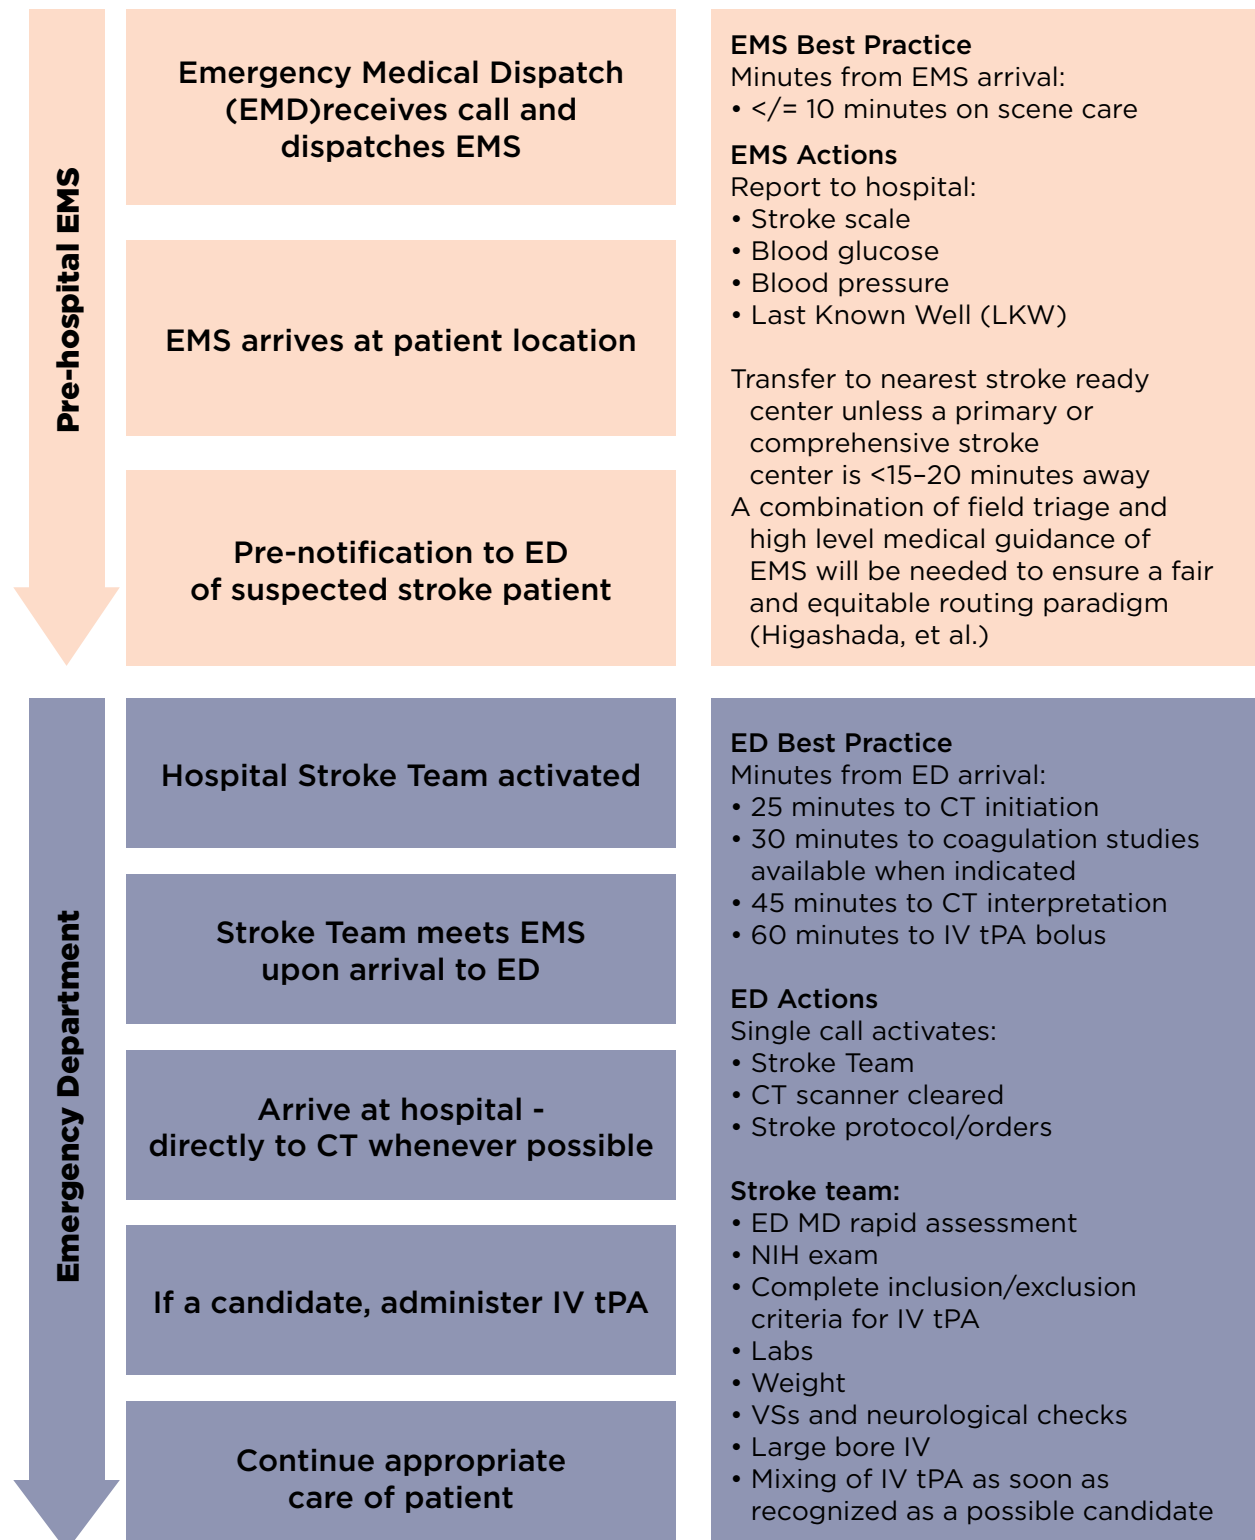 Pre-hospital EMS
Emergency Medical Dispatch
(EMD)receives call and
dispatches EMS
EMS arrives at patient location
Pre-notification to ED
of suspected stroke patient
EMS Best Practice
Minutes from EMS arrival:
• </= 10 minutes on scene care
EMS Actions
Report to hospital:
• Stroke scale
• Blood glucose
• Blood pressure
• Last Known Well (LKW)
Transfer to nearest stroke ready
center unless a primary or
comprehensive stroke
center is <15–20 minutes away
A combination of field triage and
high level medical guidance of
EMS will be needed to ensure a fair
and equitable routing paradigm
(Higashada, et al.)
Emergency Department
Hospital Stroke Team activated
Stroke Team meets EMS
upon arrival to ED
Arrive at hospital -
directly to CT whenever possible
If a candidate, administer IV tPA
Continue appropriate
care of patient
ED Best Practice
Minutes from ED arrival:
• 25 minutes to CT initiation
• 30 minutes to coagulation studies
available when indicated
• 45 minutes to CT interpretation
• 60 minutes to IV tPA bolus
ED Actions
Single call activates:
• Stroke Team
• CT scanner cleared
• Stroke protocol/orders
Stroke team:
• ED MD rapid assessment
• NIH exam
• Complete inclusion/exclusion
criteria for IV tPA
• Labs
• Weight
• VSs and neurological checks
• Large bore IV
• Mixing of IV tPA as soon as
recognized as a possible candidate